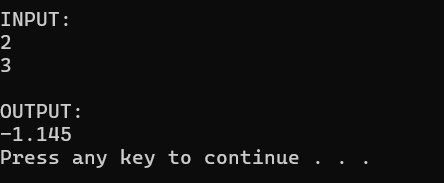 INPUT:
2
3
OUTPUT:
-1.145
Press any key to continue . . .